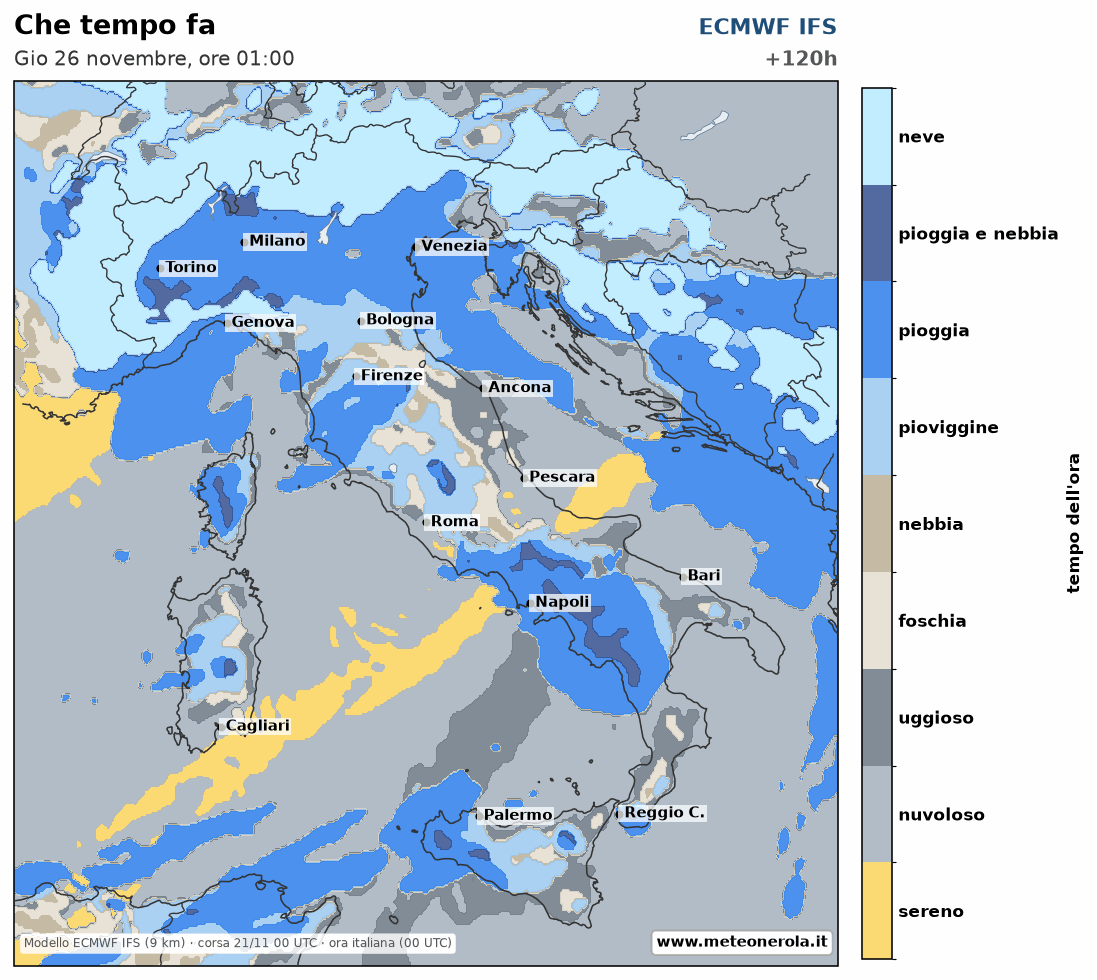 Che tempo fa
ECMWF IFS
Gio 26 novembre, ore 01:00
+120h
neve
pioggia e nebbia
pioggia
pioviggine
nebbia
foschia
uggioso
nuvoloso
sereno
tempo dell'ora
Milano
Venezia
Torino
Genova
Bologna
Firenze
Ancona
Pescara
Roma
Bari
Napoli
Cagliari
Palermo
Reggio C.
Modello ECMWF IFS (9 km) · corsa 21/11 00 UTC · ora italiana (00 UTC)
www.meteonerola.it